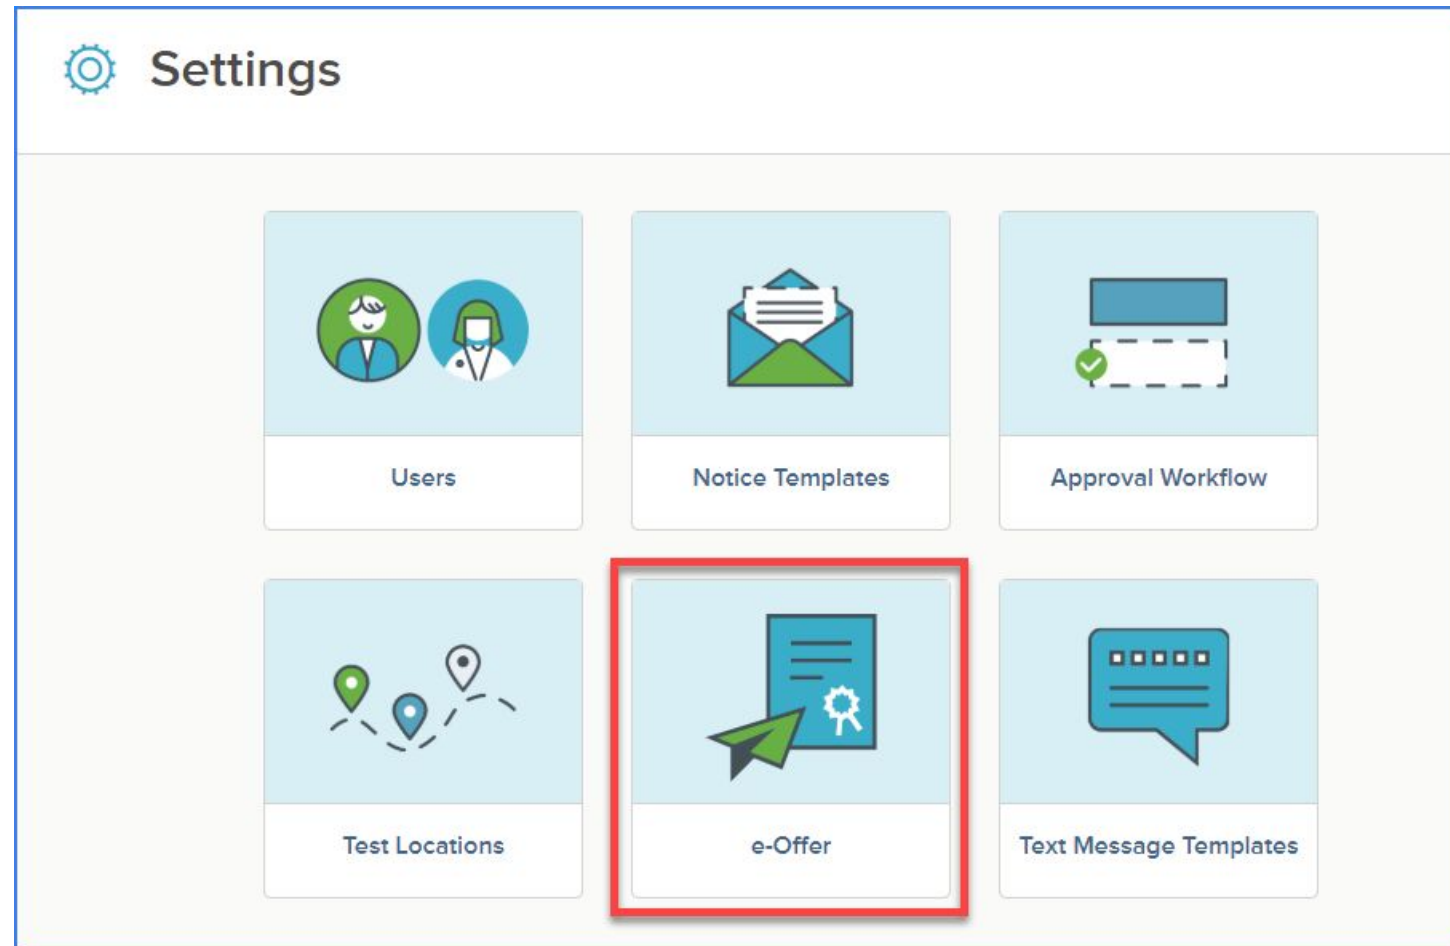 Settings
Users
Notice Templates
Approval Workflow
Test Locations
e-Offer
Text Message Templates